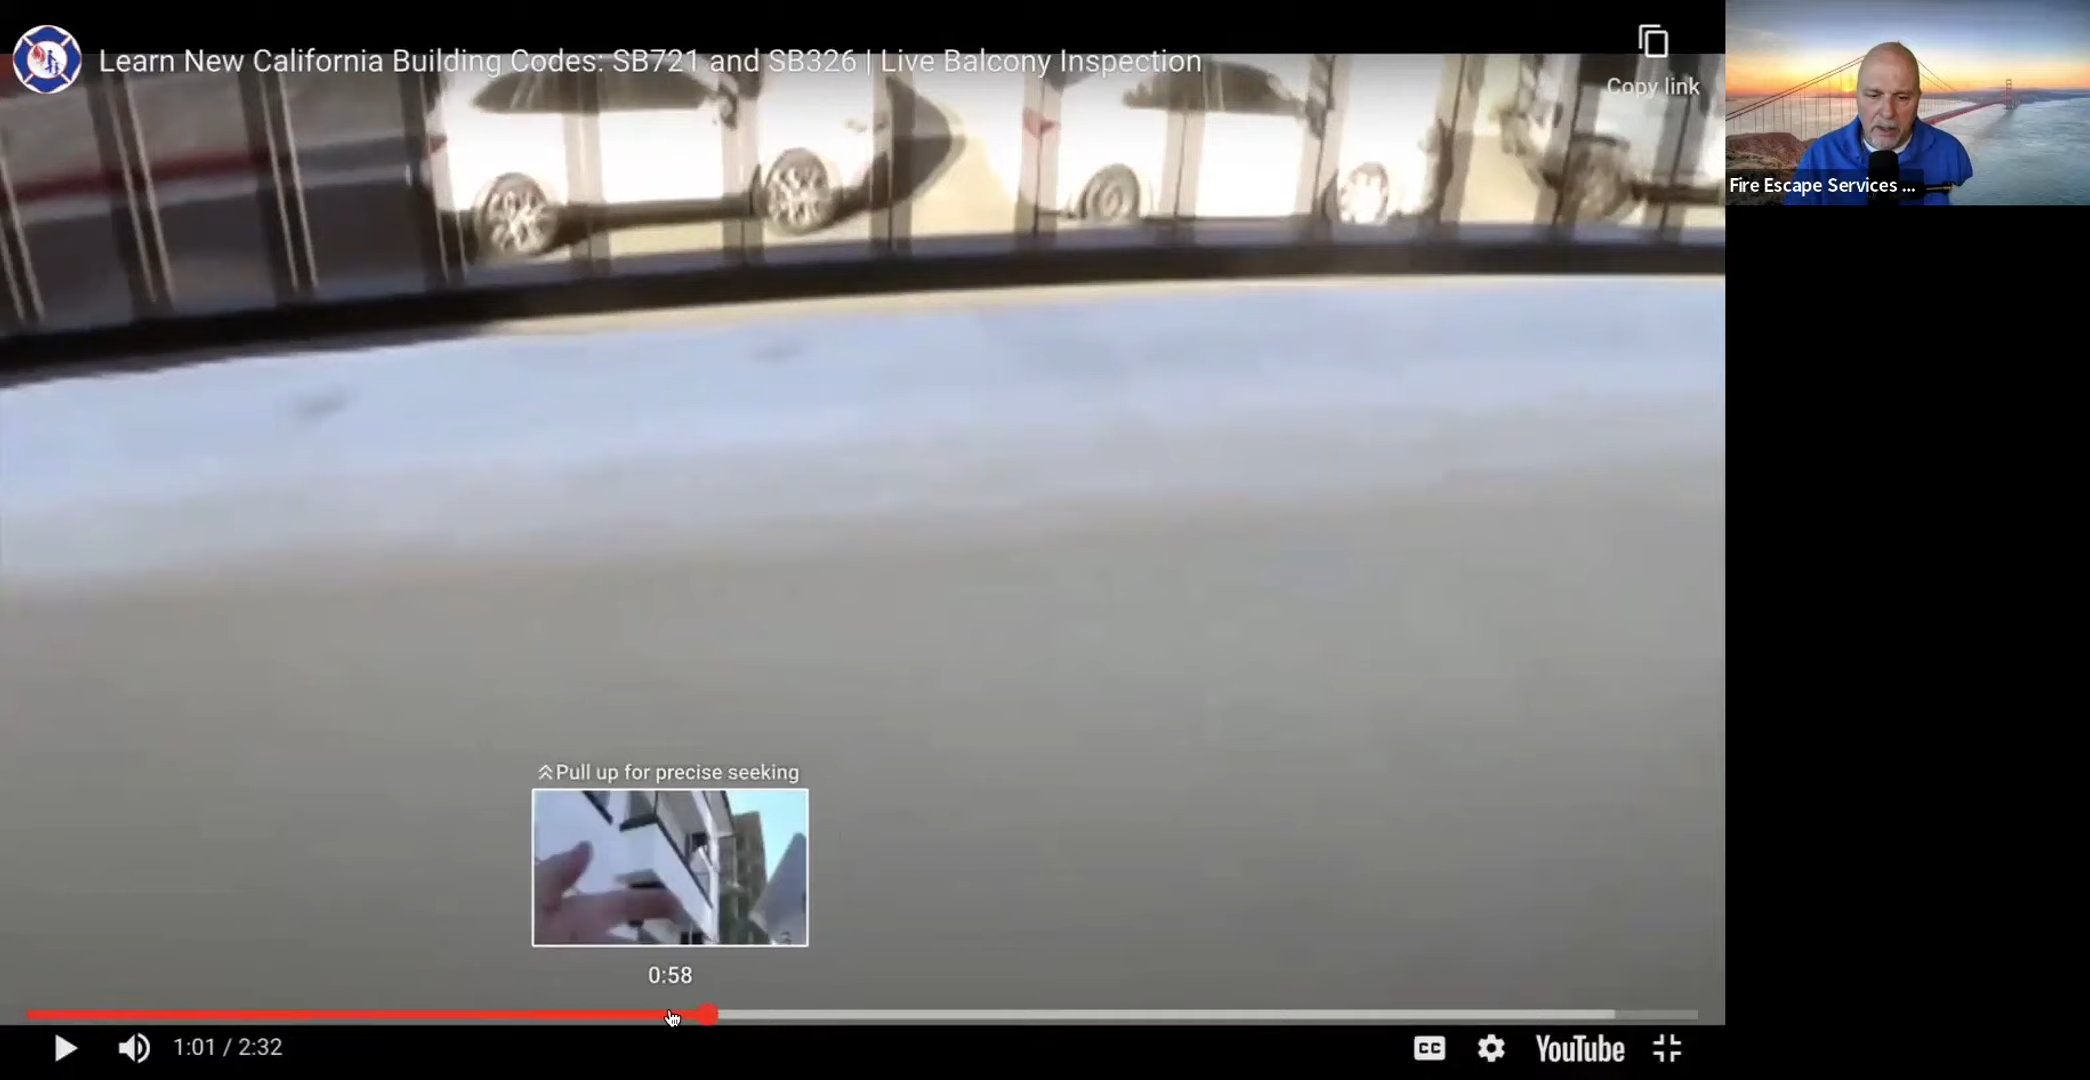 Learn New California Building Codes: SB721 and SB326 | Live Balcony Inspection
Copy link
Fire Escape Services ...
Pull up for precise seeking
0:58
1:01 / 2:32
CC
YouTube